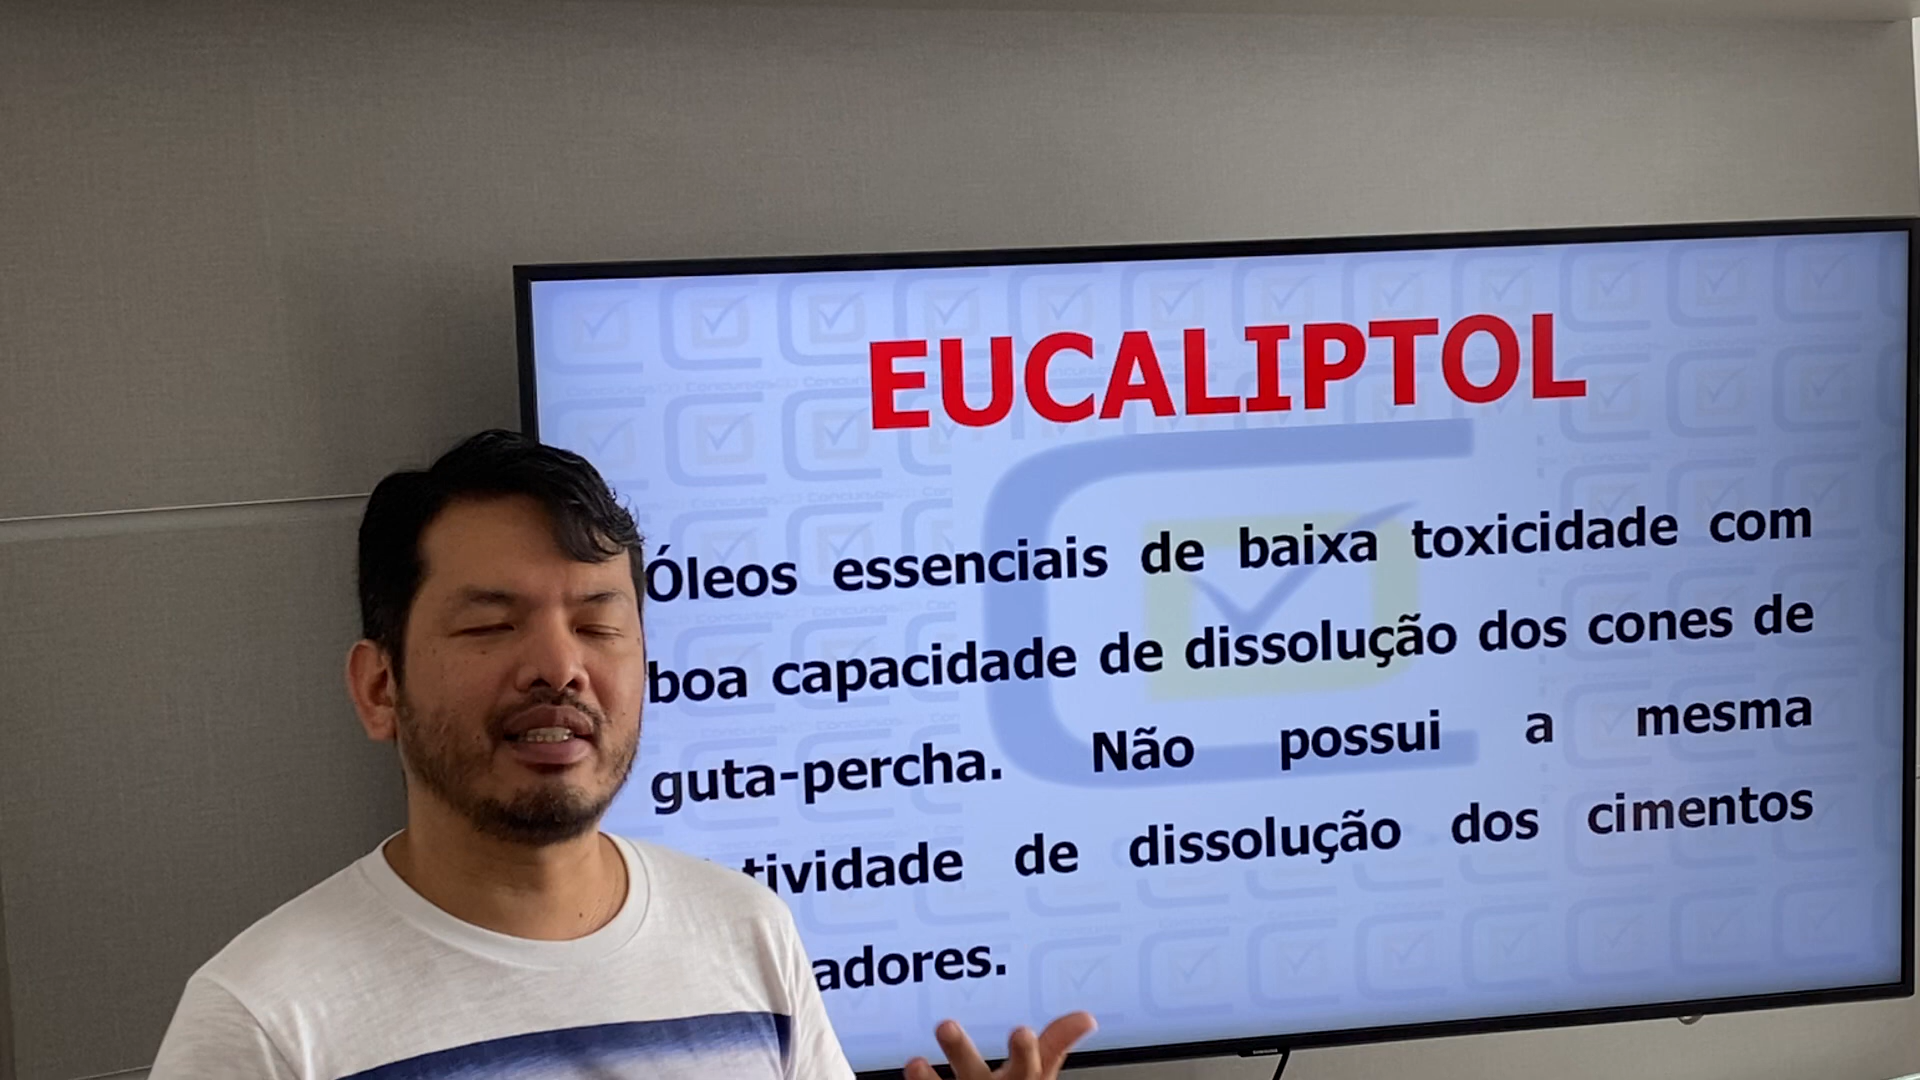 EUCALIPTOL
Óleos essenciais de baixa toxicidade com
boa capacidade de dissolução dos cones de
guta-percha. Não possui a mesma
tividade de dissolução dos cimentos
adores.